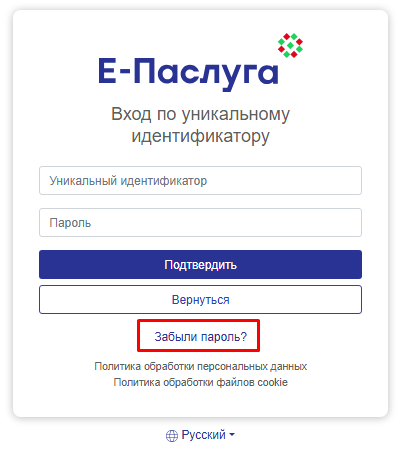 Е-Паслуга
Вход по уникальному
идентификатору
Уникальный идентификатор
Пароль
Подтвердить
Вернуться
Забыли пароль?
Политика обработки персональных данных
Политика обработки файлов cookie
Русский